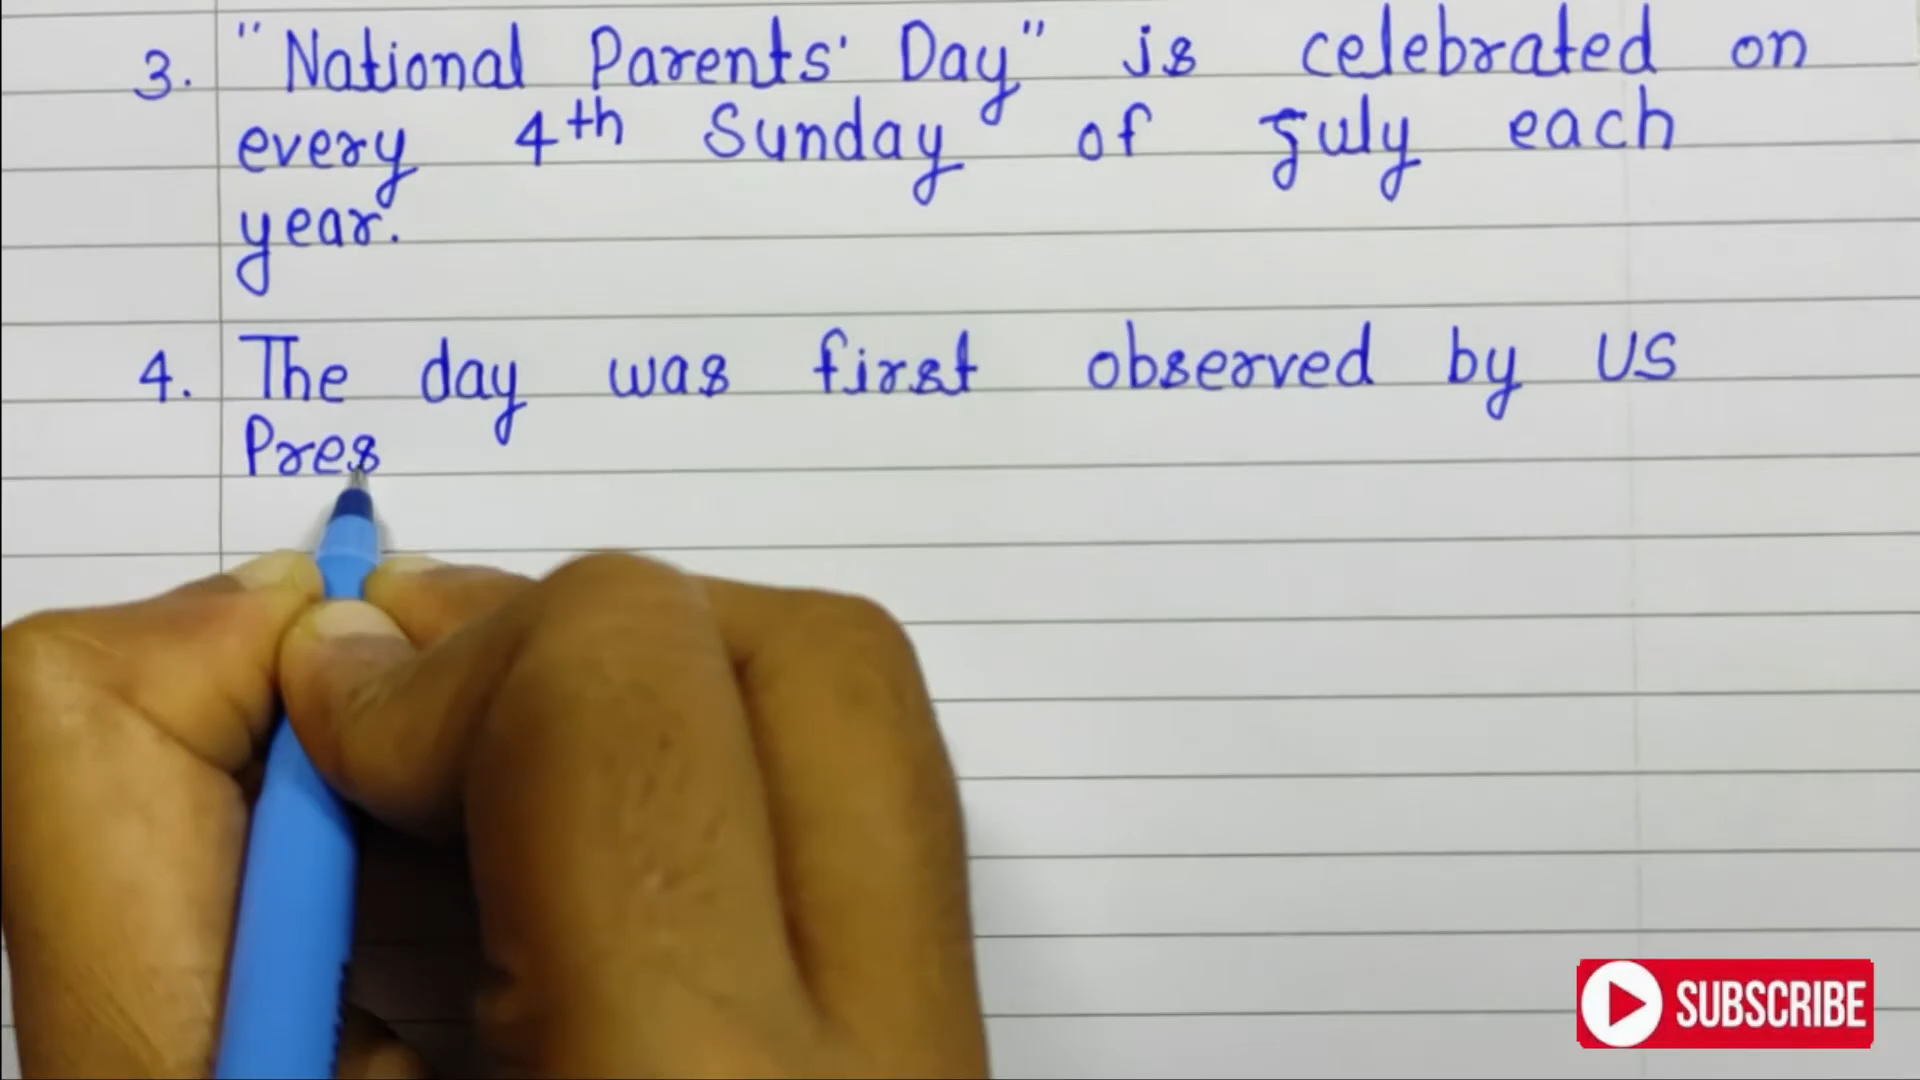 3. "National Parents' Day" is celebrated on
every 4th Sunday of July each
year.
4. The day was first observed by US
Pres
SUBSCRIBE